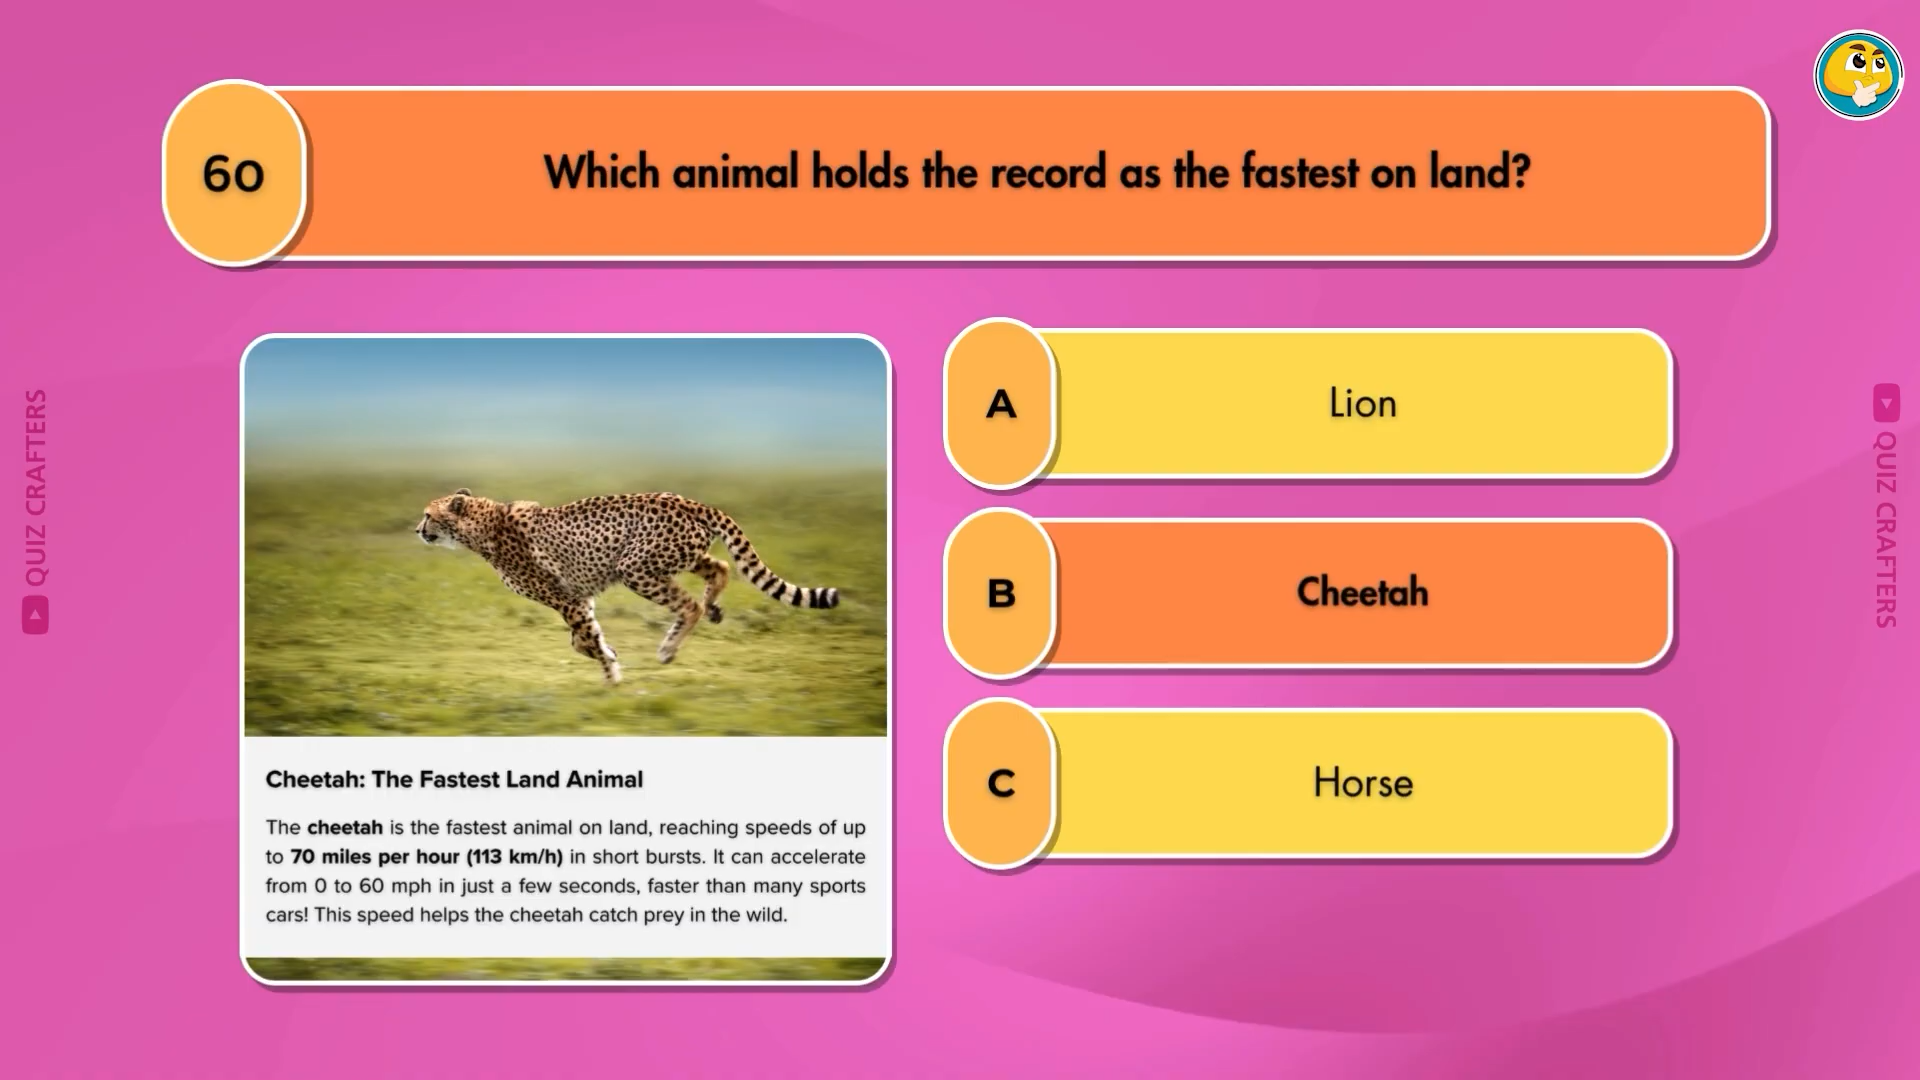 60
Which animal holds the record as the fastest on land?
A
Lion
B
Cheetah
C
Horse
Cheetah: The Fastest Land Animal
The cheetah is the fastest animal on land, reaching speeds of up
to 70 miles per hour (113 km/h) in short bursts. It can accelerate
from 0 to 60 mph in just a few seconds, faster than many sports
cars! This speed helps the cheetah catch prey in the wild.
QUIZ CRAFTERS
QUIZ CRAFTERS